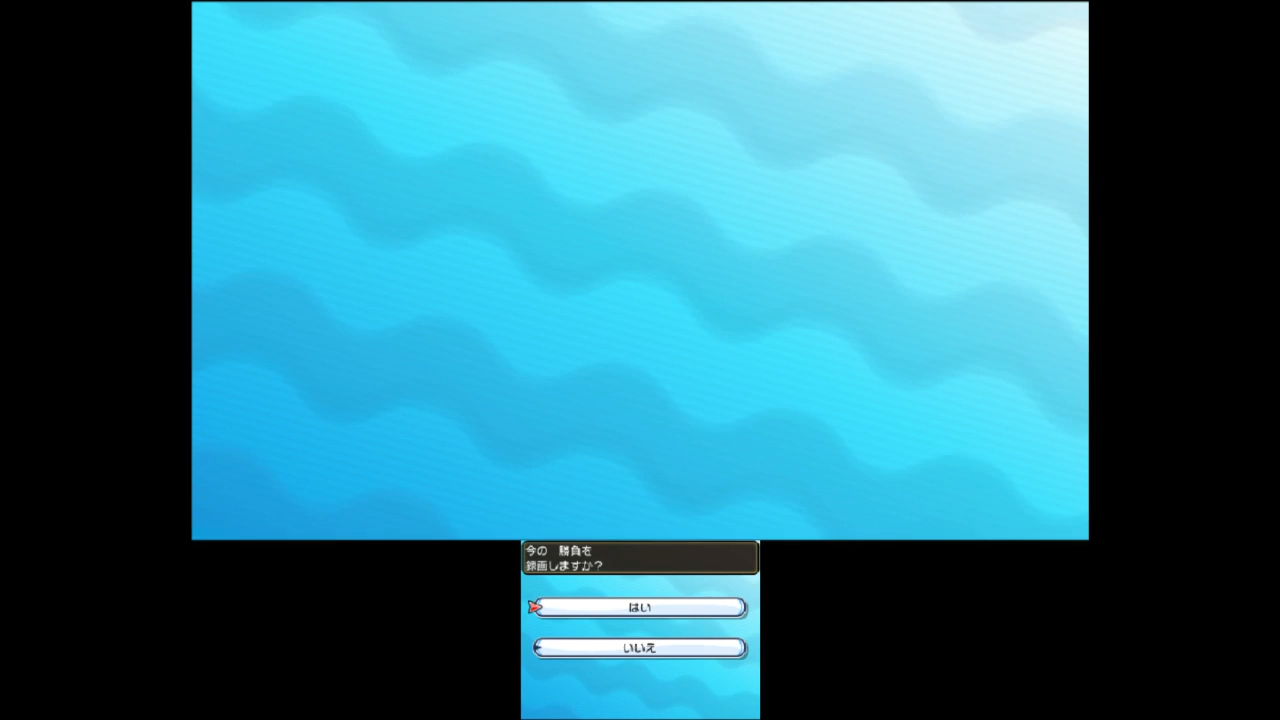 今の　勝負を
録画しますか？
はい
いいえ